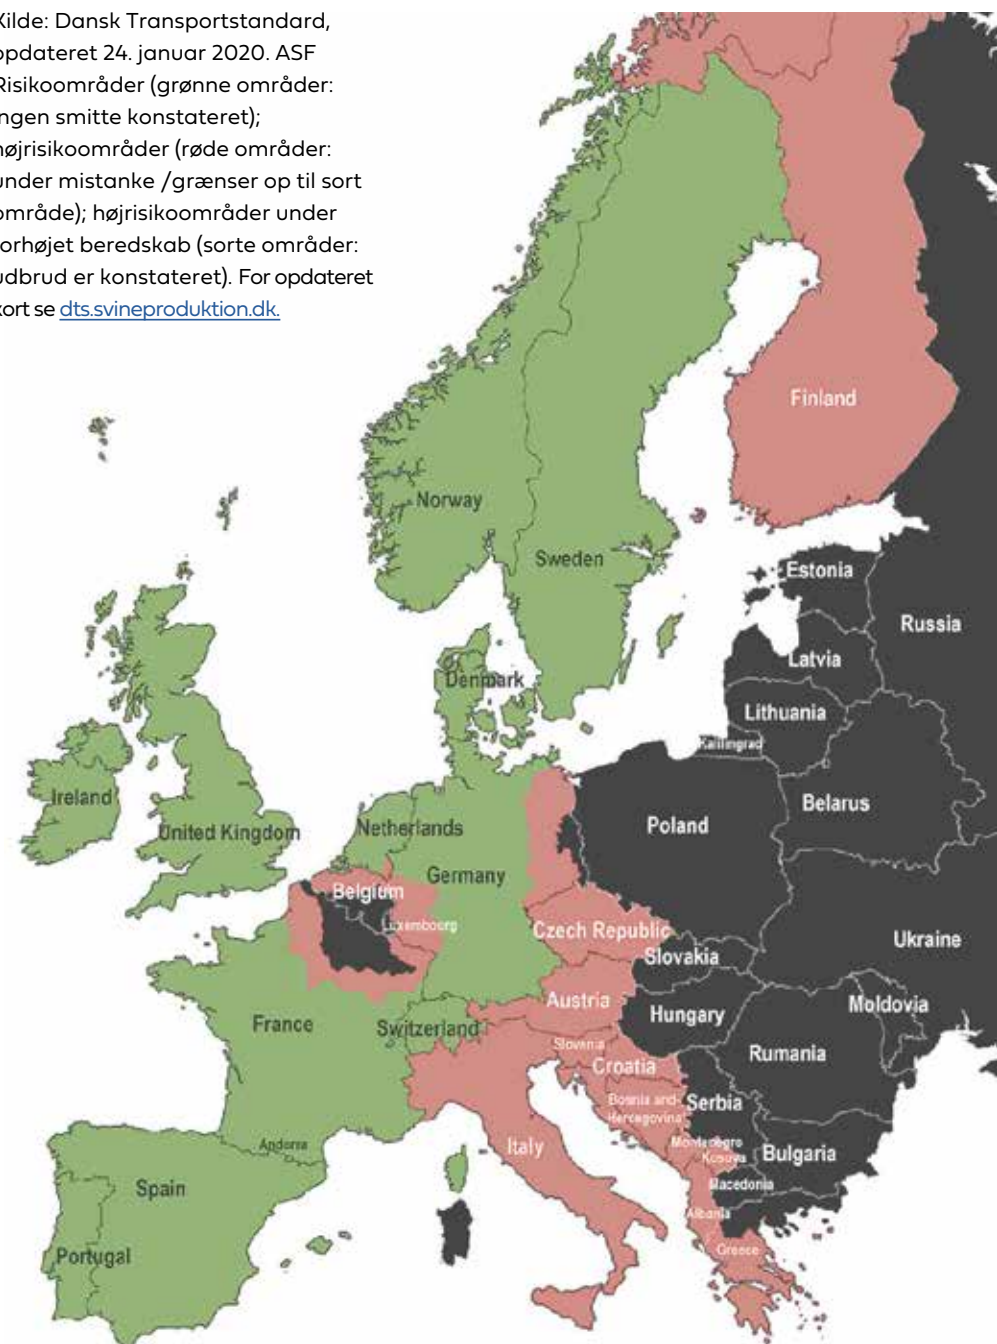 Kilde: Dansk Transportstandard,
opdateret 24. januar 2020. ASF
Risikoområder (grønne områder:
ingen smitte konstateret);
højrisikoområder (røde områder:
under mistanke /grænser op til sort
område); højrisikoområder under
forhøjet beredskab (sorte områder:
udbrud er konstateret). For opdateret
kort se dts.svineproduktion.dk.
Finland
Norway
Sweden
Estonia
Russia
Latvia
Denmark
Lithuania
Kaliningrad
Ireland
Belarus
United Kingdom
Netherlands
Poland
Germany
Belgium
Luxembourg
Czech Republic
Ukraine
Slovakia
Austria
Moldovia
Hungary
France
Switzerland
Slovenia
Rumania
Croatia
Bosnia and-
Hercegovina
Serbia
Andorra
Italy
Montenegro
Kosova
Bulgaria
Spain
Macedonia
Albania
Portugal
Greece